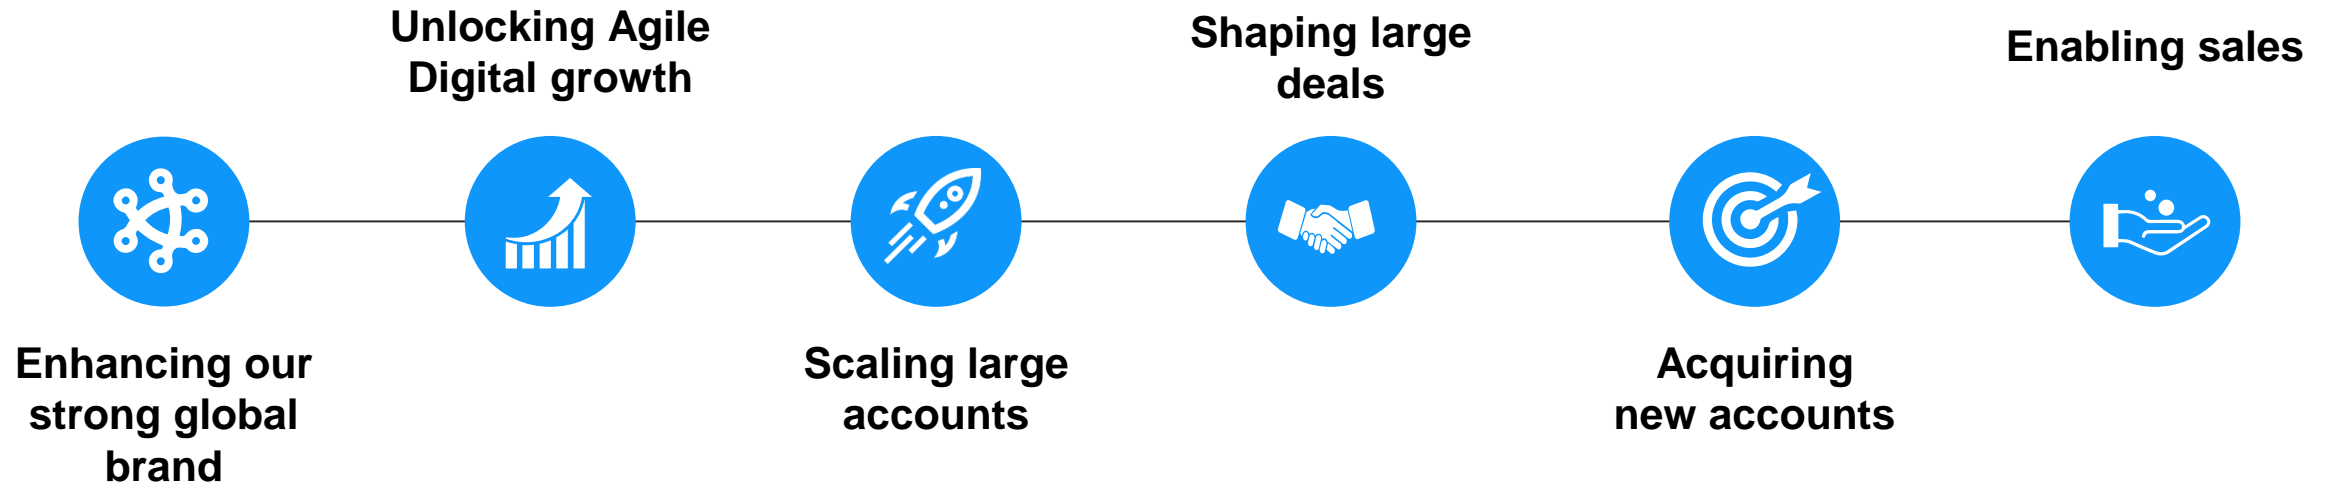 Enhancing our
strong global
brand
Unlocking Agile
Digital growth
Scaling large
accounts
Shaping large
deals
Acquiring
new accounts
Enabling sales